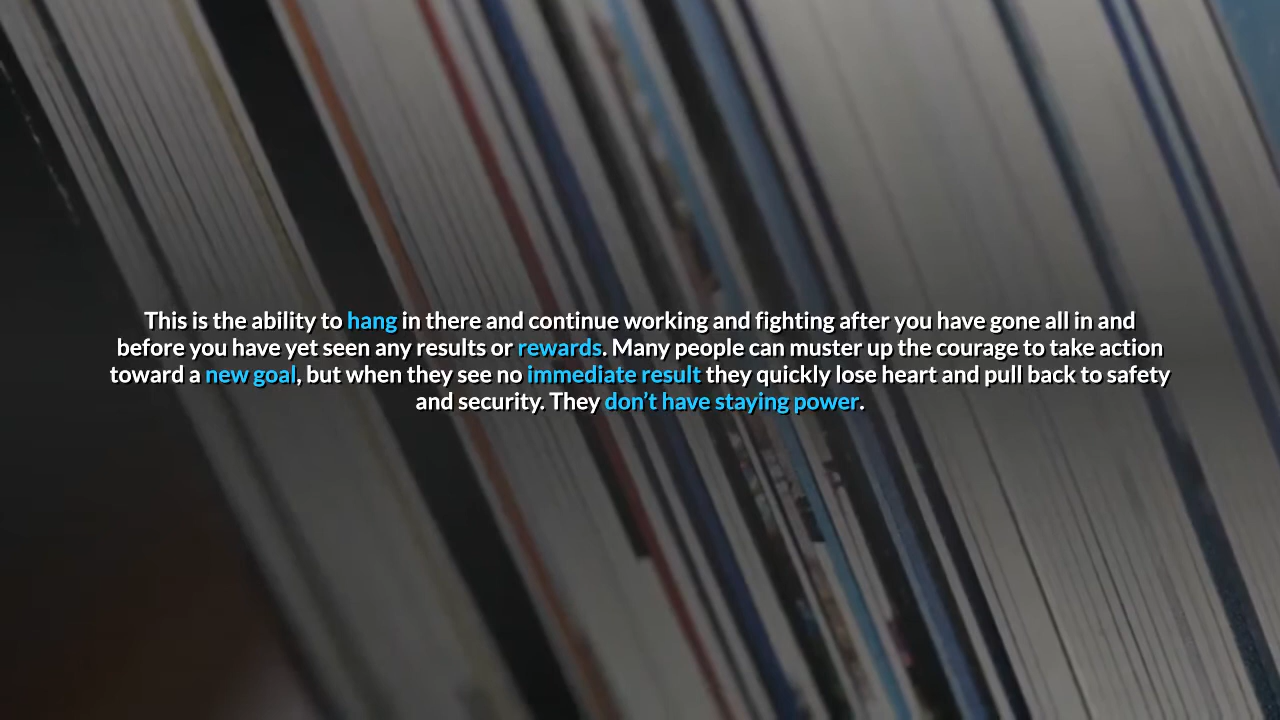 This is the ability to hang in there and continue working and fighting after you have gone all in and
before you have yet seen any results or rewards. Many people can muster up the courage to take action
toward a new goal, but when they see no immediate result they quickly lose heart and pull back to safety
and security. They don’t have staying power.